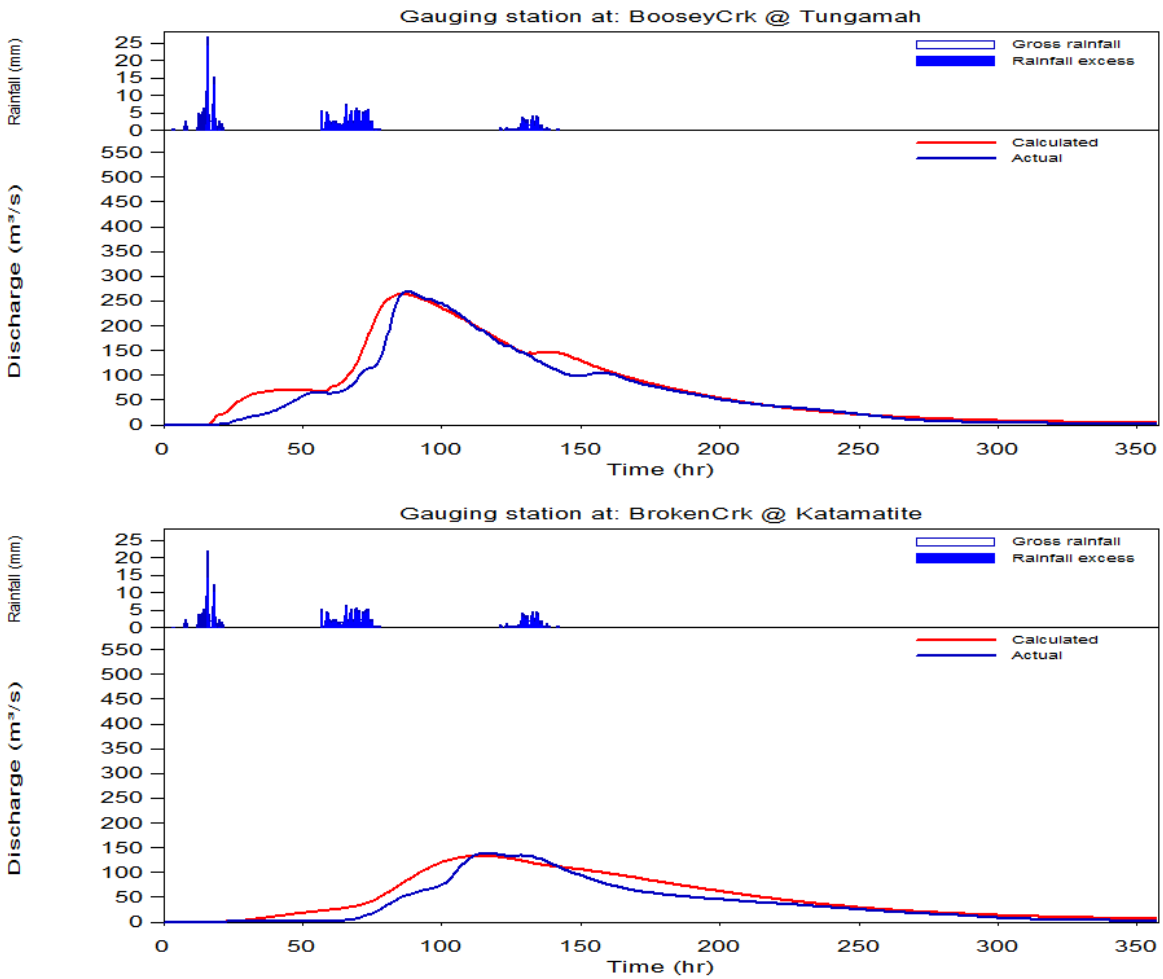 Gauging station at: BooseyCrk @ Tungamah
Rainfall (mm)
25
20
15
10
5
0
Gross rainfall
Rainfall excess
Discharge (m³/s)
550
500
450
400
350
300
250
200
150
100
50
0
Calculated
Actual
0 50 100 150 200 250 300 350
Time (hr)
Gauging station at: BrokenCrk @ Katamatite
Rainfall (mm)
25
20
15
10
5
0
Gross rainfall
Rainfall excess
Discharge (m³/s)
550
500
450
400
350
300
250
200
150
100
50
0
Calculated
Actual
0 50 100 150 200 250 300 350
Time (hr)